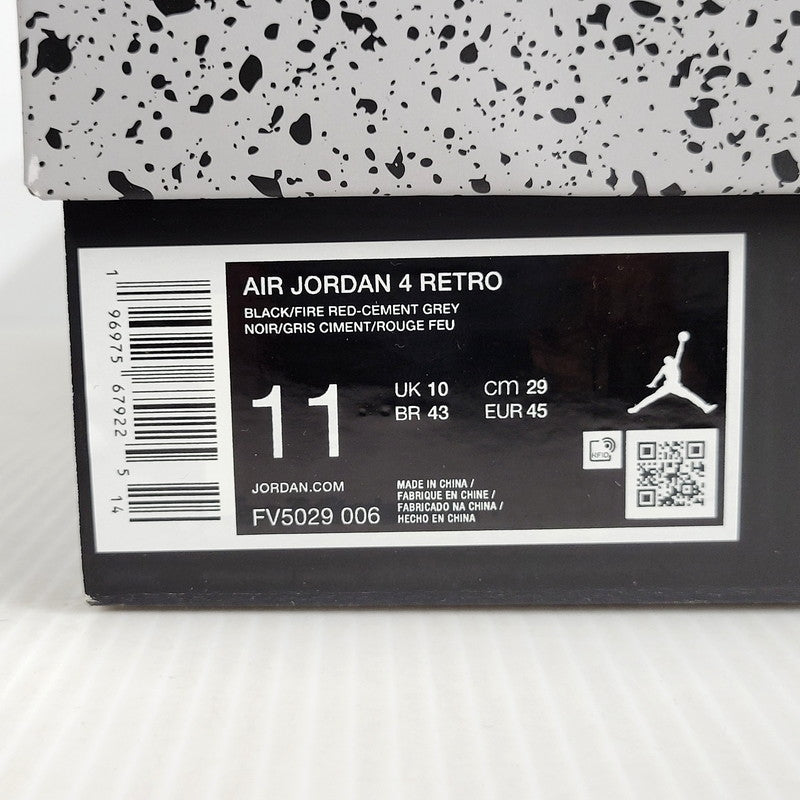 AIR JORDAN 4 RETRO
BLACK/FIRE RED-CEMENT GREY
NOIR/GRIS CIMENT/ROUGE FEU
11
UK 10 cm 29
BR 43 EUR 45
RFID
JORDAN.COM
FV5029 006
MADE IN CHINA /
FABRIQUE EN CHINE /
FABRICADO NA CHINA /
HECHO EN CHINA
1 96975 67922 5 14